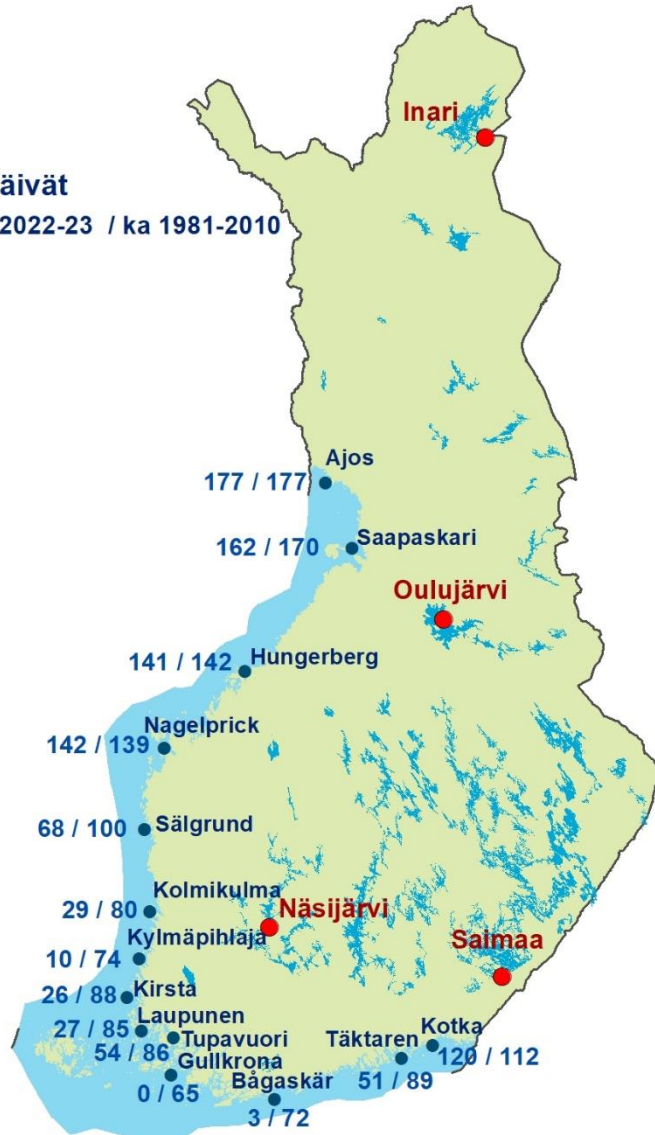 Inari
äivät
2022-23 / ka 1981-2010
Ajos
177 / 177
Saapaskari
162 / 170
Oulujärvi
Hungerberg
141 / 142
Nagelprick
142 / 139
68 / 100 Sälgrund
Kolmikulma
29 / 80
Näsijärvi
Kylmäpihlaja
10 / 74
Saimaa
26 / 88 Kirsta
27 / 85 Laupunen
54 / 86 Tupavuori
Täktaren
51 / 89
Kotka
120 / 112
Gullkrona
0 / 65
Bågaskär
3 / 72